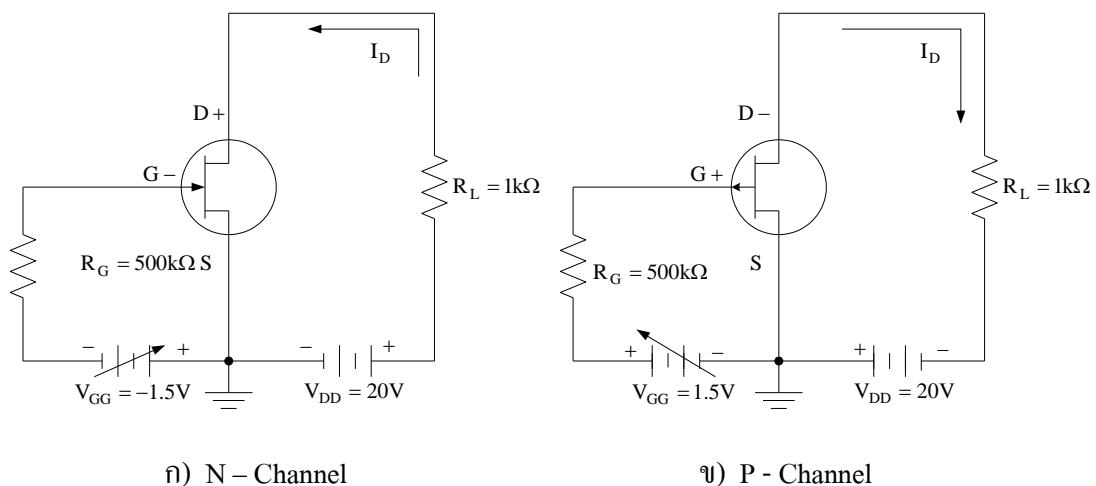 I_D
D +
G −
R_L = 1kΩ
R_G = 500kΩ S
− +
V_GG = −1.5V
− +
V_DD = 20V
ก) N – Channel
I_D
D −
G +
R_L = 1kΩ
R_G = 500kΩ
S
+ −
V_GG = 1.5V
+ −
V_DD = 20V
ข) P - Channel